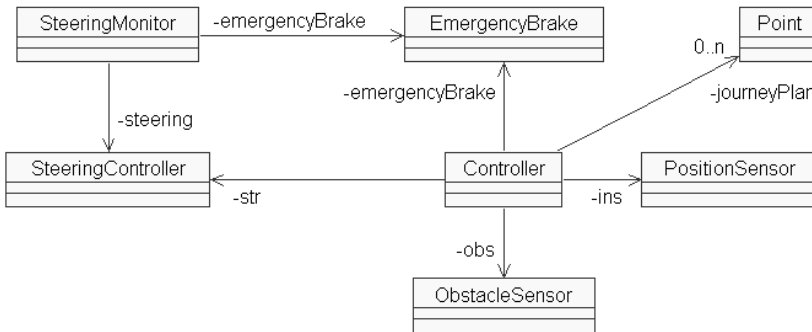 SteeringMonitor
-emergencyBrake
EmergencyBrake
Point
0..n
-emergencyBrake
-journeyPlan
-steering
SteeringController
Controller
PositionSensor
-str
-ins
-obs
ObstacleSensor